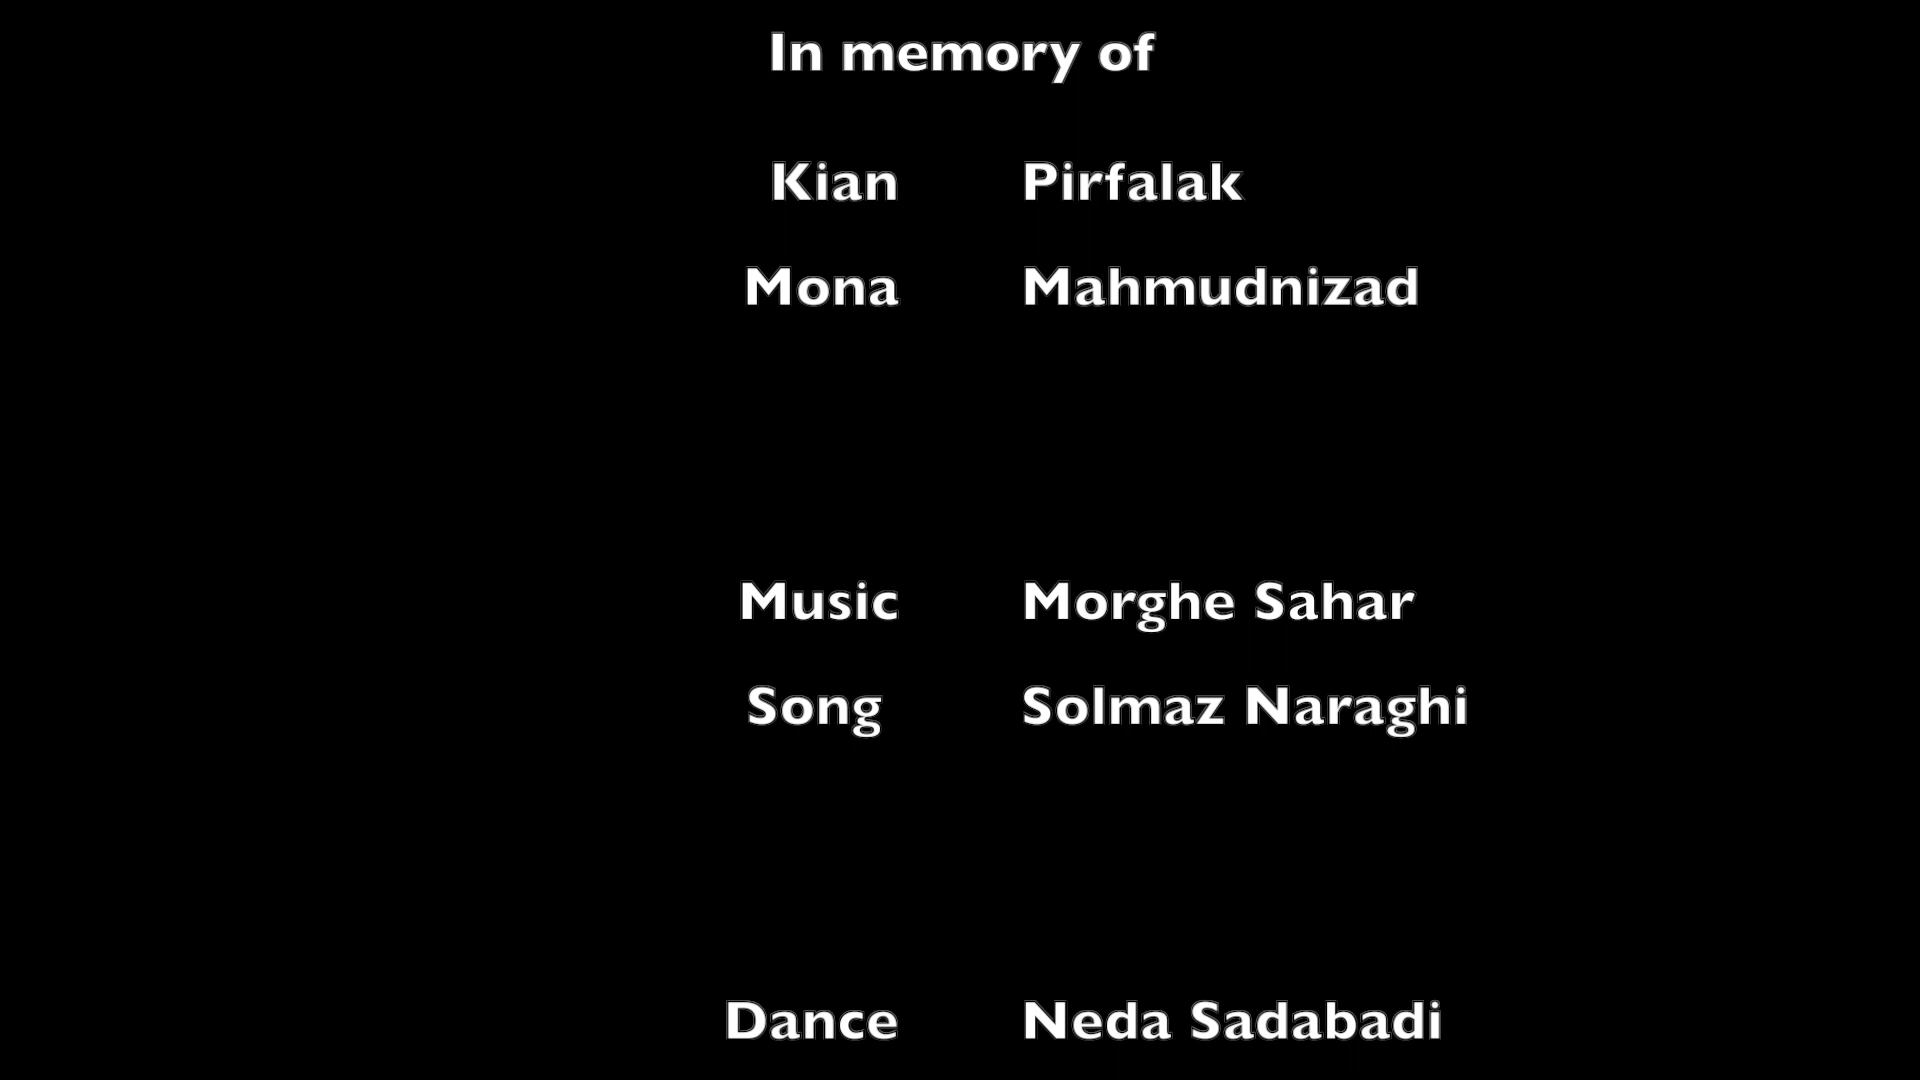 In memory of
Kian Pirfalak
Mona Mahmudnizad
Music Morghe Sahar
Song Solmaz Naraghi
Dance Neda Sadabadi